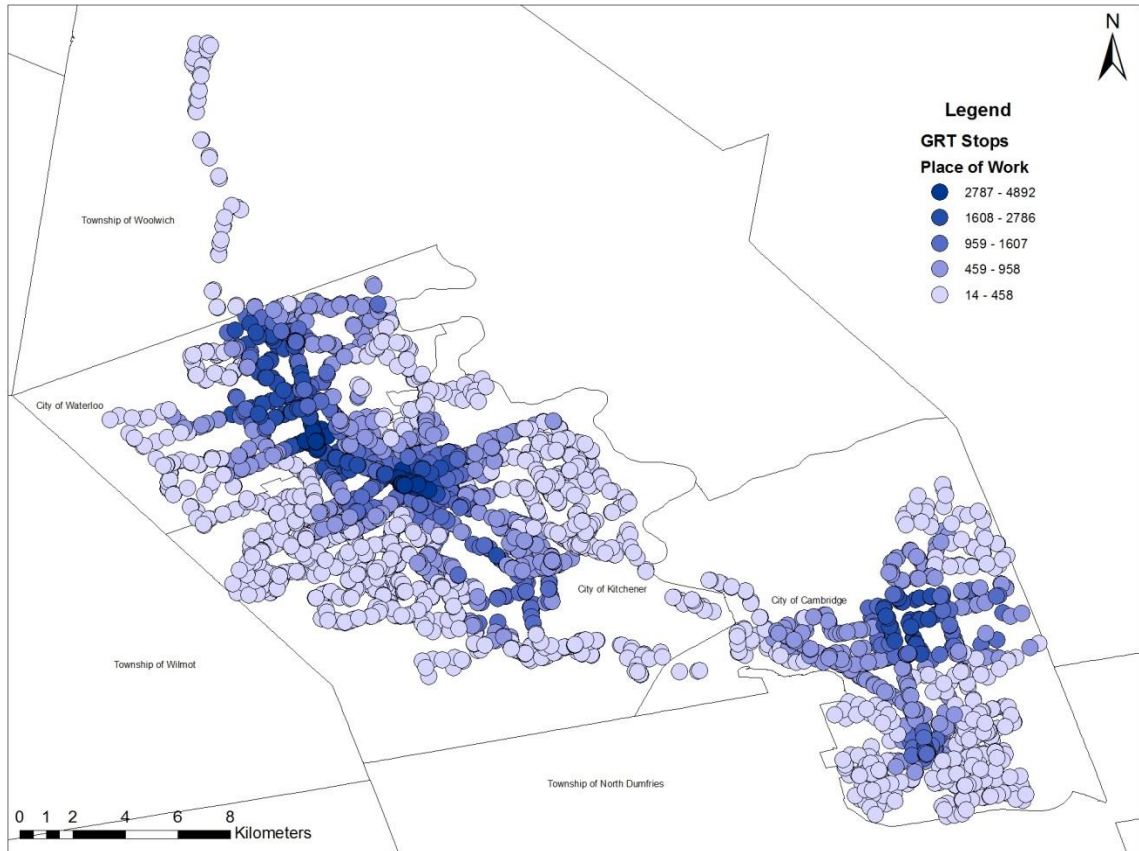 N
Legend
GRT Stops
Place of Work
2787 - 4892
1608 - 2786
959 - 1607
459 - 958
14 - 458
Township of Woolwich
City of Waterloo
City of Kitchener
City of Cambridge
Township of Wilmot
Township of North Dumfries
0 1 2 4 6 8
Kilometers